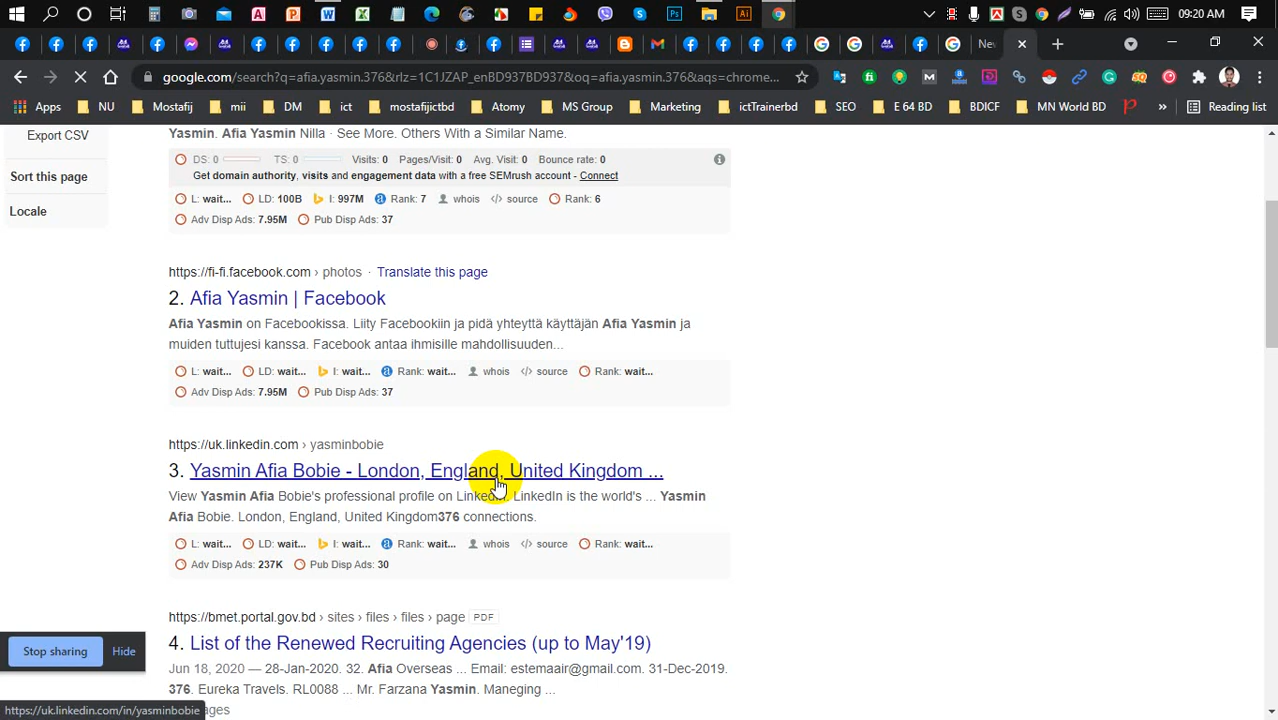 09:20 AM
New
google.com/search?q=afia.yasmin.376&rlz=1C1JZAP_enBD937BD937&oq=afia.yasmin.376&aqs=chrome...
Apps NU Mostafij mii DM ict mostafijictbd Atomy MS Group Marketing ictTrainerbd SEO E 64 BD BDICF MN World BD » Reading list
Export CSV
Sort this page
Locale
Yasmin. Afia Yasmin Nilla · See More. Others With a Similar Name.
DS: 0 TS: 0 Visits: 0 Pages/Visit: 0 Avg. Visit: 0 Bounce rate: 0
Get domain authority, visits and engagement data with a free SEMrush account - Connect
L: wait... LD: 100B I: 997M Rank: 7 whois source Rank: 6
Adv Disp Ads: 7.95M Pub Disp Ads: 37
https://fi-fi.facebook.com › photos · Translate this page
2. Afia Yasmin | Facebook
Afia Yasmin on Facebookissa. Liity Facebookiin ja pidä yhteyttä käyttäjän Afia Yasmin ja
muiden tuttujesi kanssa. Facebook antaa ihmisille mahdollisuuden...
L: wait... LD: wait... I: wait... Rank: wait... whois source Rank: wait...
Adv Disp Ads: 7.95M Pub Disp Ads: 37
https://uk.linkedin.com › yasminbobie
3. Yasmin Afia Bobie - London, England, United Kingdom ...
View Yasmin Afia Bobie's professional profile on LinkedIn. LinkedIn is the world's ... Yasmin
Afia Bobie. London, England, United Kingdom376 connections.
L: wait... LD: wait... I: wait... Rank: wait... whois source Rank: wait...
Adv Disp Ads: 237K Pub Disp Ads: 30
https://bmet.portal.gov.bd › sites › files › files › page PDF
4. List of the Renewed Recruiting Agencies (up to May'19)
Jun 18, 2020 — 28-Jan-2020. 32. Afia Overseas ... Email: estemaair@gmail.com. 31-Dec-2019.
376. Eureka Travels. RL0088 ... Mr. Farzana Yasmin. Maneging ...
ages
Stop sharing Hide
https://uk.linkedin.com/in/yasminbobie